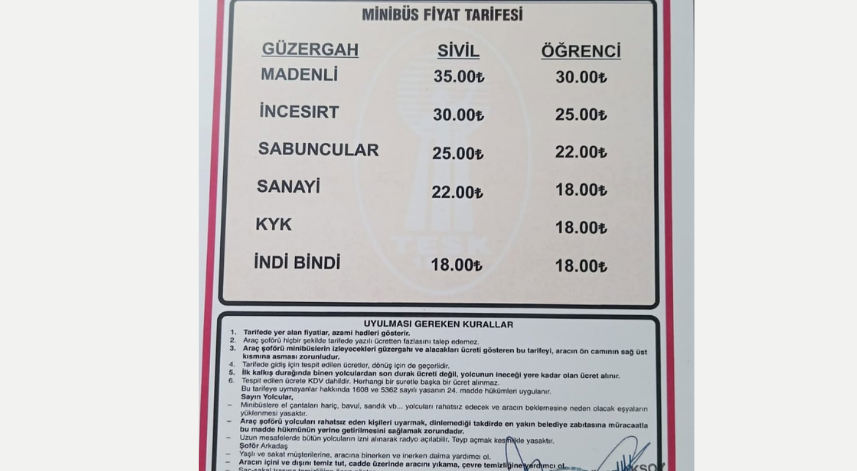 MİNİBÜS FİYAT TARİFESİ
GÜZERGAH SİVİL ÖĞRENCİ
MADENLİ 35.00₺ 30.00₺
İNCESIRT 30.00₺ 25.00₺
SABUNCULAR 25.00₺ 22.00₺
SANAYİ 22.00₺ 18.00₺
KYK 18.00₺
İNDİ BİNDİ 18.00₺ 18.00₺
TESK
UYULMASI GEREKEN KURALLAR
1. Tarifede yer alan fiyatlar, azami hadleri gösterir.
2. Araç şoförü hiçbir şekilde tarifede yazılı ücretten fazlasını talep edemez.
3. Araç şoförü minibüslerin izleyecekleri güzergahı ve alacakları ücreti gösteren bu tarifeyi, aracın ön camının sağ üst
kısmına asması zorunludur.
4. Tarifede gidiş için tespit edilen ücretler, dönüş için de geçerlidir.
5. İlk kalkış durağında binen yolculardan son durak ücreti değil, yolcunun ineceği yere kadar olan ücret alınır.
6. Tespit edilen ücrete KDV dahildir. Herhangi bir suretle başka bir ücret alınmaz.
Bu tarifeye uymayanlar hakkında 1608 ve 5362 sayılı yasanın 24. madde hükümleri uygulanır.
Sayın Yolcular,
– Minibüslere el çantaları hariç, bavul, sandık vb... yolcuları rahatsız edecek ve aracın beklemesine neden olacak eşyaların
yüklenmesi yasaktır.
– Araç şoförü yolcuları rahatsız eden kişileri uyarmak, dinlemediği takdirde en yakın belediye zabıtasına müracaatla
bu madde hükmünün yerine getirilmesini sağlamak zorundadır.
– Uzun mesafelerde bütün yolcuların izni alınarak radyo açılabilir. Teyp açmak kesinlikle yasaktır.
Şoför Arkadaş
– Yaşlı ve sakat müşterilerine, aracına binerken ve inerken daima yardımcı ol.
– Aracın içini ve dışını temiz tut, cadde üzerinde aracını yıkama, çevre temizliğine yardımcı ol.